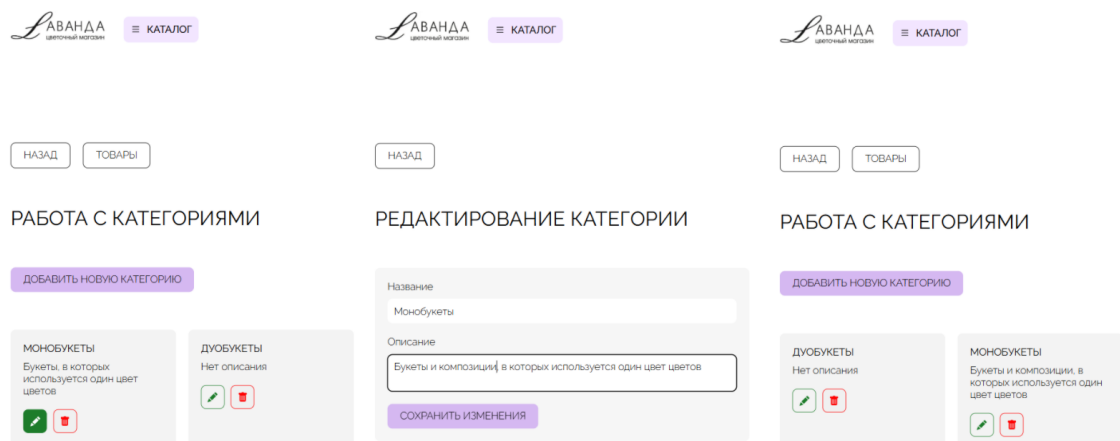 ЛАВАНДА
цветочный магазин
≡ КАТАЛОГ
НАЗАД
ТОВАРЫ
РАБОТА С КАТЕГОРИЯМИ
ДОБАВИТЬ НОВУЮ КАТЕГОРИЮ
МОНОБУКЕТЫ
Букеты, в которых
используется один цвет
цветов
ДУОБУКЕТЫ
Нет описания
ЛАВАНДА
цветочный магазин
≡ КАТАЛОГ
НАЗАД
РЕДАКТИРОВАНИЕ КАТЕГОРИИ
Название
Монобукеты
Описание
Букеты и композиции, в которых используется один цвет цветов
СОХРАНИТЬ ИЗМЕНЕНИЯ
ЛАВАНДА
цветочный магазин
≡ КАТАЛОГ
НАЗАД
ТОВАРЫ
РАБОТА С КАТЕГОРИЯМИ
ДОБАВИТЬ НОВУЮ КАТЕГОРИЮ
ДУОБУКЕТЫ
Нет описания
МОНОБУКЕТЫ
Букеты и композиции, в
которых используется один
цвет цветов